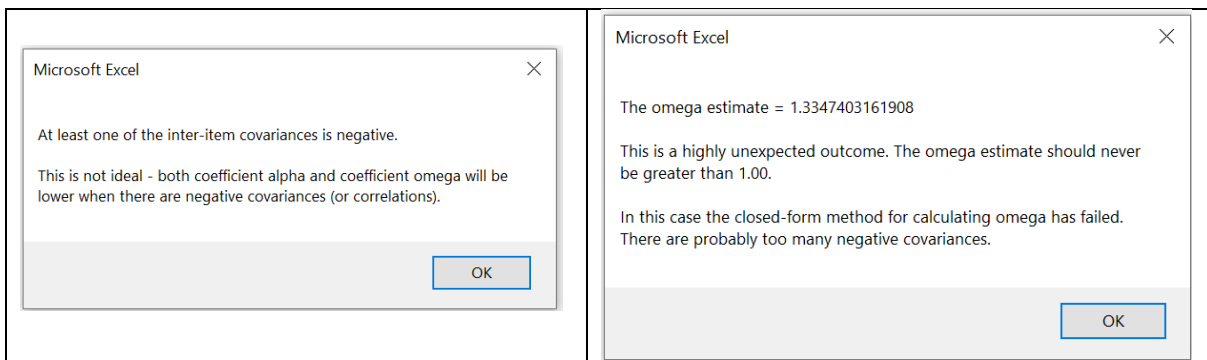 Microsoft Excel
At least one of the inter-item covariances is negative.
This is not ideal - both coefficient alpha and coefficient omega will be
lower when there are negative covariances (or correlations).
OK
Microsoft Excel
The omega estimate = 1.3347403161908
This is a highly unexpected outcome. The omega estimate should never
be greater than 1.00.
In this case the closed-form method for calculating omega has failed.
There are probably too many negative covariances.
OK